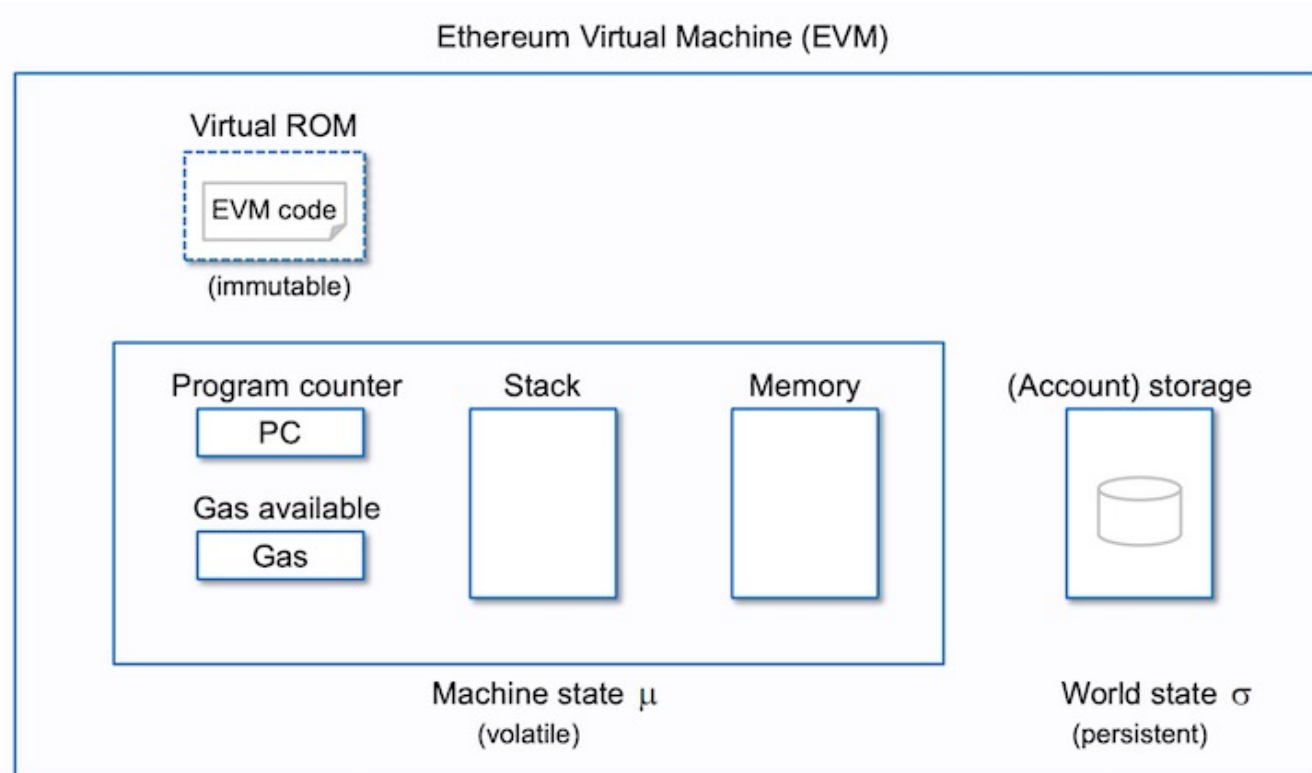 Ethereum Virtual Machine (EVM)
Virtual ROM
EVM code
(immutable)
Program counter
PC
Gas available
Gas
Stack
Memory
(Account) storage
Machine state μ
(volatile)
World state σ
(persistent)